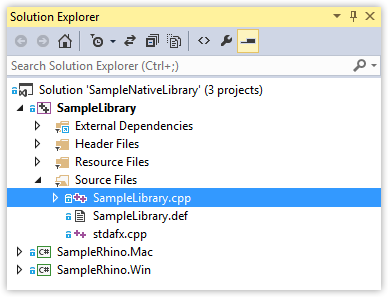 Solution Explorer
Search Solution Explorer (Ctrl+;)
Solution 'SampleNativeLibrary' (3 projects)
SampleLibrary
External Dependencies
Header Files
Resource Files
Source Files
SampleLibrary.cpp
SampleLibrary.def
stdafx.cpp
C# SampleRhino.Mac
C# SampleRhino.Win